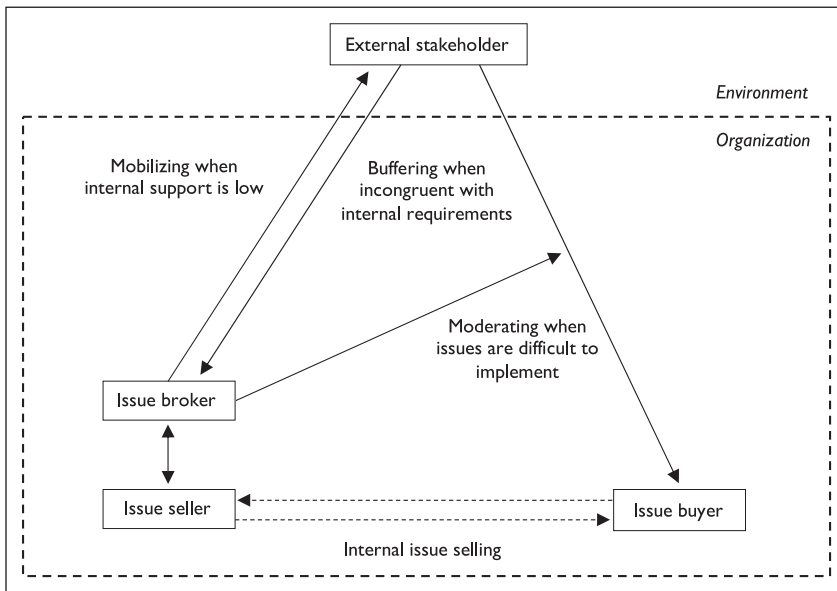 External stakeholder
Environment
Organization
Mobilizing when
internal support is low
Buffering when
incongruent with
internal requirements
Moderating when
issues are difficult to
implement
Issue broker
Issue seller
Issue buyer
Internal issue selling